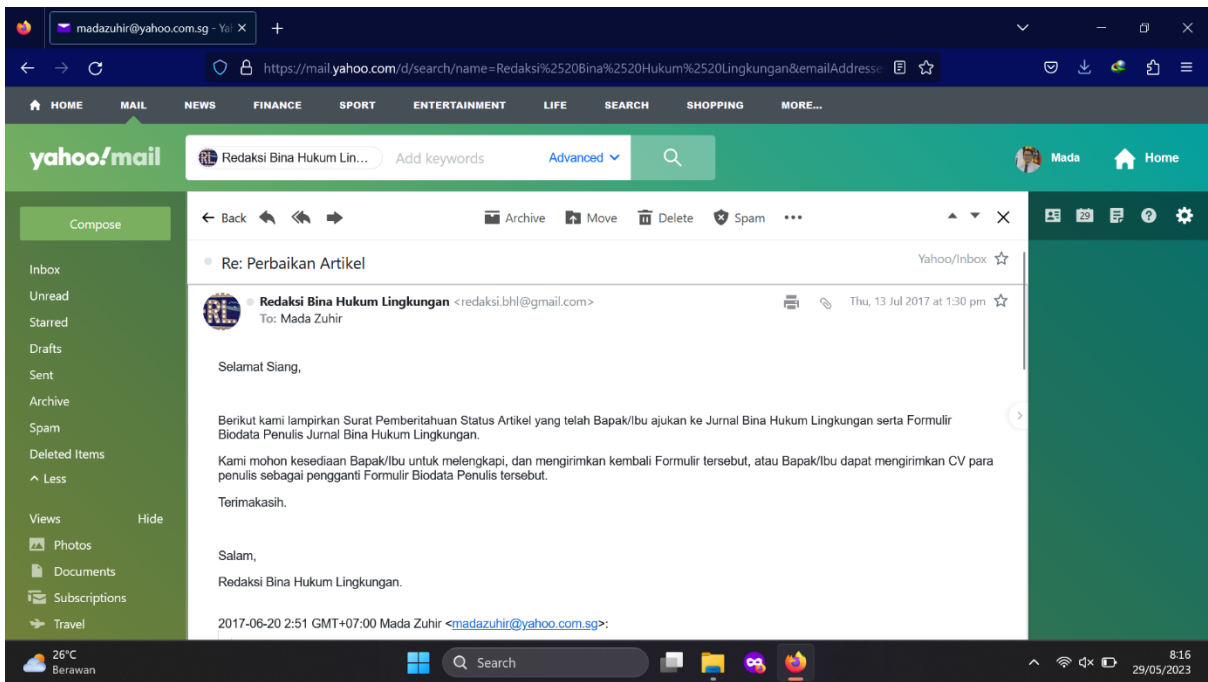 madazuhir@yahoo.com.sg - Ya
https://mail.yahoo.com/d/search/name=Redaksi%2520Bina%2520Hukum%2520Lingkungan&emailAddresse
HOME MAIL NEWS FINANCE SPORT ENTERTAINMENT LIFE SEARCH SHOPPING MORE...
yahoo!mail
Redaksi Bina Hukum Lin... Add keywords Advanced
Mada Home
Compose
Back Archive Move Delete Spam
29
Inbox
Unread
Starred
Drafts
Sent
Archive
Spam
Deleted Items
Less
Views Hide
Photos
Documents
Subscriptions
Travel
Re: Perbaikan Artikel Yahoo/Inbox
RL Redaksi Bina Hukum Lingkungan <redaksi.bhl@gmail.com> Thu, 13 Jul 2017 at 1:30 pm
To: Mada Zuhir
Selamat Siang,
Berikut kami lampirkan Surat Pemberitahuan Status Artikel yang telah Bapak/Ibu ajukan ke Jurnal Bina Hukum Lingkungan serta Formulir
Biodata Penulis Jurnal Bina Hukum Lingkungan.
Kami mohon kesediaan Bapak/Ibu untuk melengkapi, dan mengirimkan kembali Formulir tersebut, atau Bapak/Ibu dapat mengirimkan CV para
penulis sebagai pengganti Formulir Biodata Penulis tersebut.
Terimakasih.
Salam,
Redaksi Bina Hukum Lingkungan.
2017-06-20 2:51 GMT+07:00 Mada Zuhir <madazuhir@yahoo.com.sg>:
26°C
Berawan
Search
8:16
29/05/2023